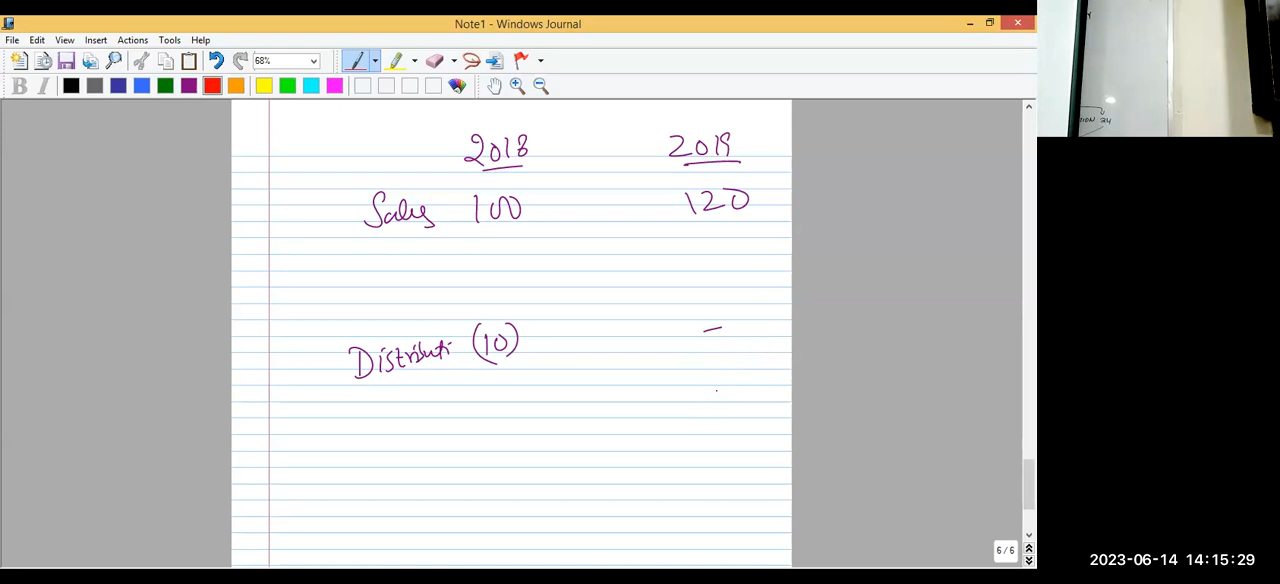 Note1 - Windows Journal
File Edit View Insert Actions Tools Help
68%
B I
2018 2019
Sales 100 120
Distributi (10) –
6 / 6
2023-06-14 14:15:29